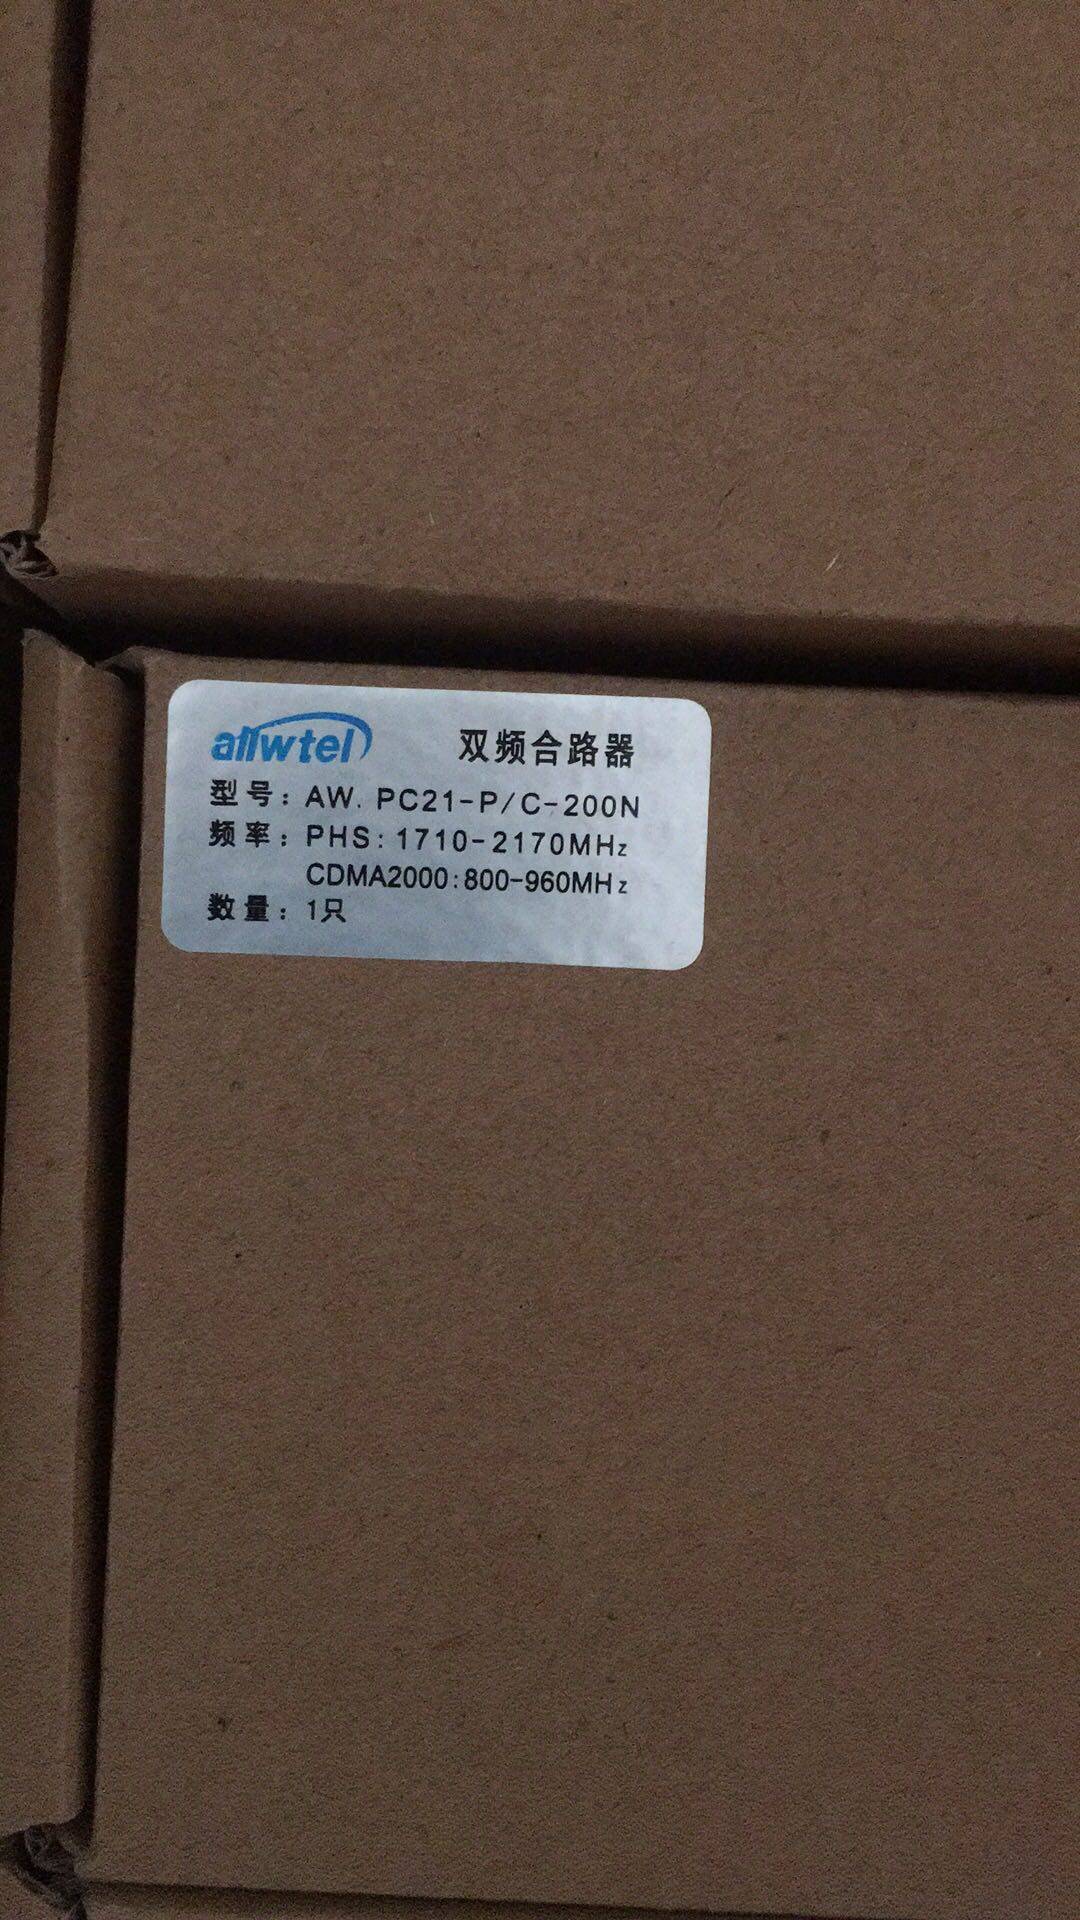 allwtel 双频合路器
型号: AW. PC21-P/C-200N
频率: PHS: 1710-2170MHz
CDMA2000: 800-960MHz
数量: 1只